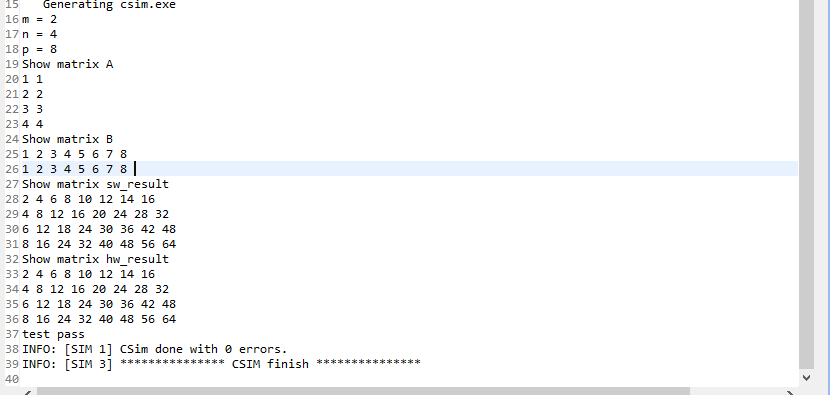 15    Generating csim.exe
16 m = 2
17 n = 4
18 p = 8
19 Show matrix A
20 1 1
21 2 2
22 3 3
23 4 4
24 Show matrix B
25 1 2 3 4 5 6 7 8
26 1 2 3 4 5 6 7 8
27 Show matrix sw_result
28 2 4 6 8 10 12 14 16
29 4 8 12 16 20 24 28 32
30 6 12 18 24 30 36 42 48
31 8 16 24 32 40 48 56 64
32 Show matrix hw_result
33 2 4 6 8 10 12 14 16
34 4 8 12 16 20 24 28 32
35 6 12 18 24 30 36 42 48
36 8 16 24 32 40 48 56 64
37 test pass
38 INFO: [SIM 1] CSim done with 0 errors.
39 INFO: [SIM 3] *************** CSIM finish ***************
40